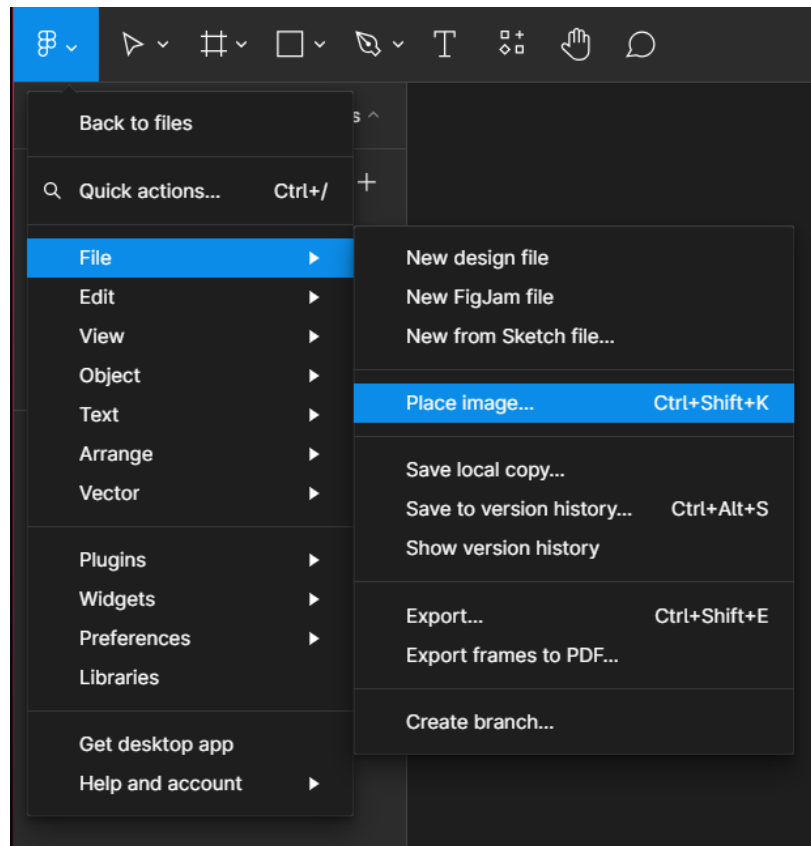 s
Back to files
Quick actions... Ctrl+/
File
Edit
View
Object
Text
Arrange
Vector
Plugins
Widgets
Preferences
Libraries
Get desktop app
Help and account
New design file
New FigJam file
New from Sketch file...
Place image... Ctrl+Shift+K
Save local copy...
Save to version history... Ctrl+Alt+S
Show version history
Export... Ctrl+Shift+E
Export frames to PDF...
Create branch...